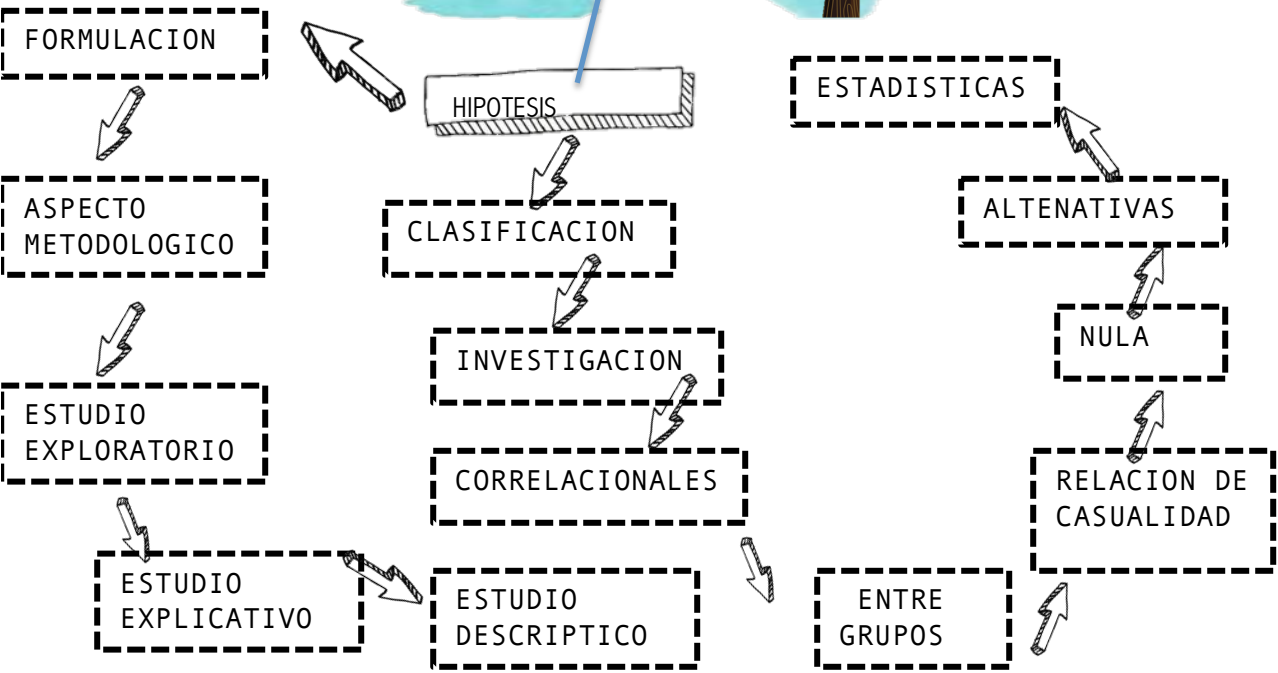 FORMULACION
HIPOTESIS
ESTADISTICAS
ASPECTO
METODOLOGICO
CLASIFICACION
ALTENATIVAS
INVESTIGACION
NULA
ESTUDIO
EXPLORATORIO
CORRELACIONALES
RELACION DE
CASUALIDAD
ESTUDIO
EXPLICATIVO
ESTUDIO
DESCRIPTICO
ENTRE
GRUPOS